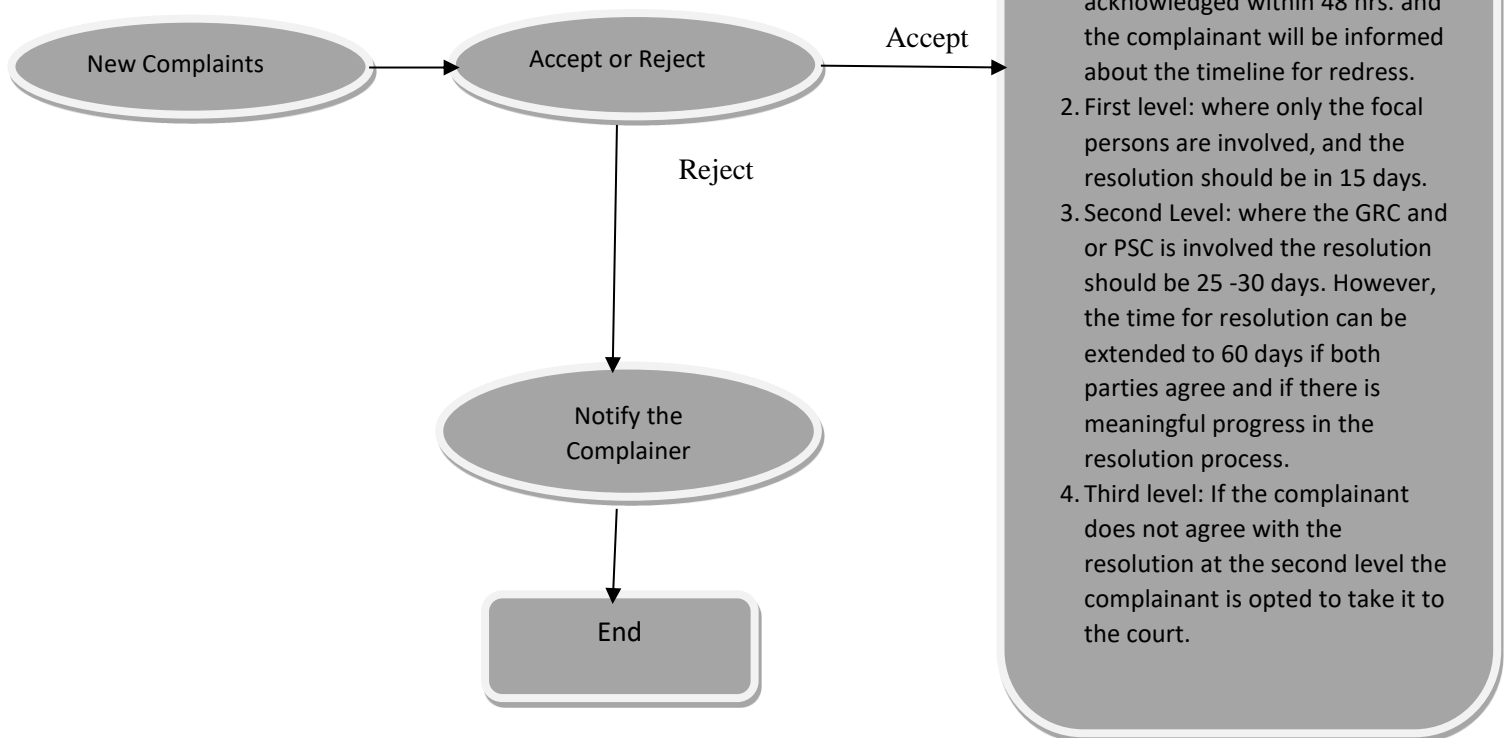 New Complaints
Accept or Reject
Accept
Reject
Notify the
Complainer
End
acknowledged within 48 hrs. and
the complainant will be informed
about the timeline for redress.
2. First level: where only the focal
persons are involved, and the
resolution should be in 15 days.
3. Second Level: where the GRC and
or PSC is involved the resolution
should be 25 -30 days. However,
the time for resolution can be
extended to 60 days if both
parties agree and if there is
meaningful progress in the
resolution process.
4. Third level: If the complainant
does not agree with the
resolution at the second level the
complainant is opted to take it to
the court.